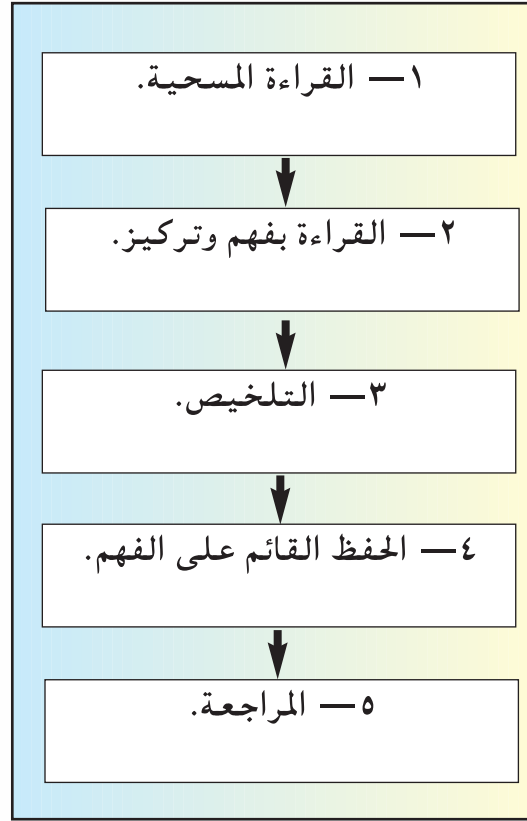 ١ — القراءة المسحية.
٢ — القراءة بفهم وتركيز.
٣ — التلخيص.
٤ — الحفظ القائم على الفهم.
٥ — المراجعة.